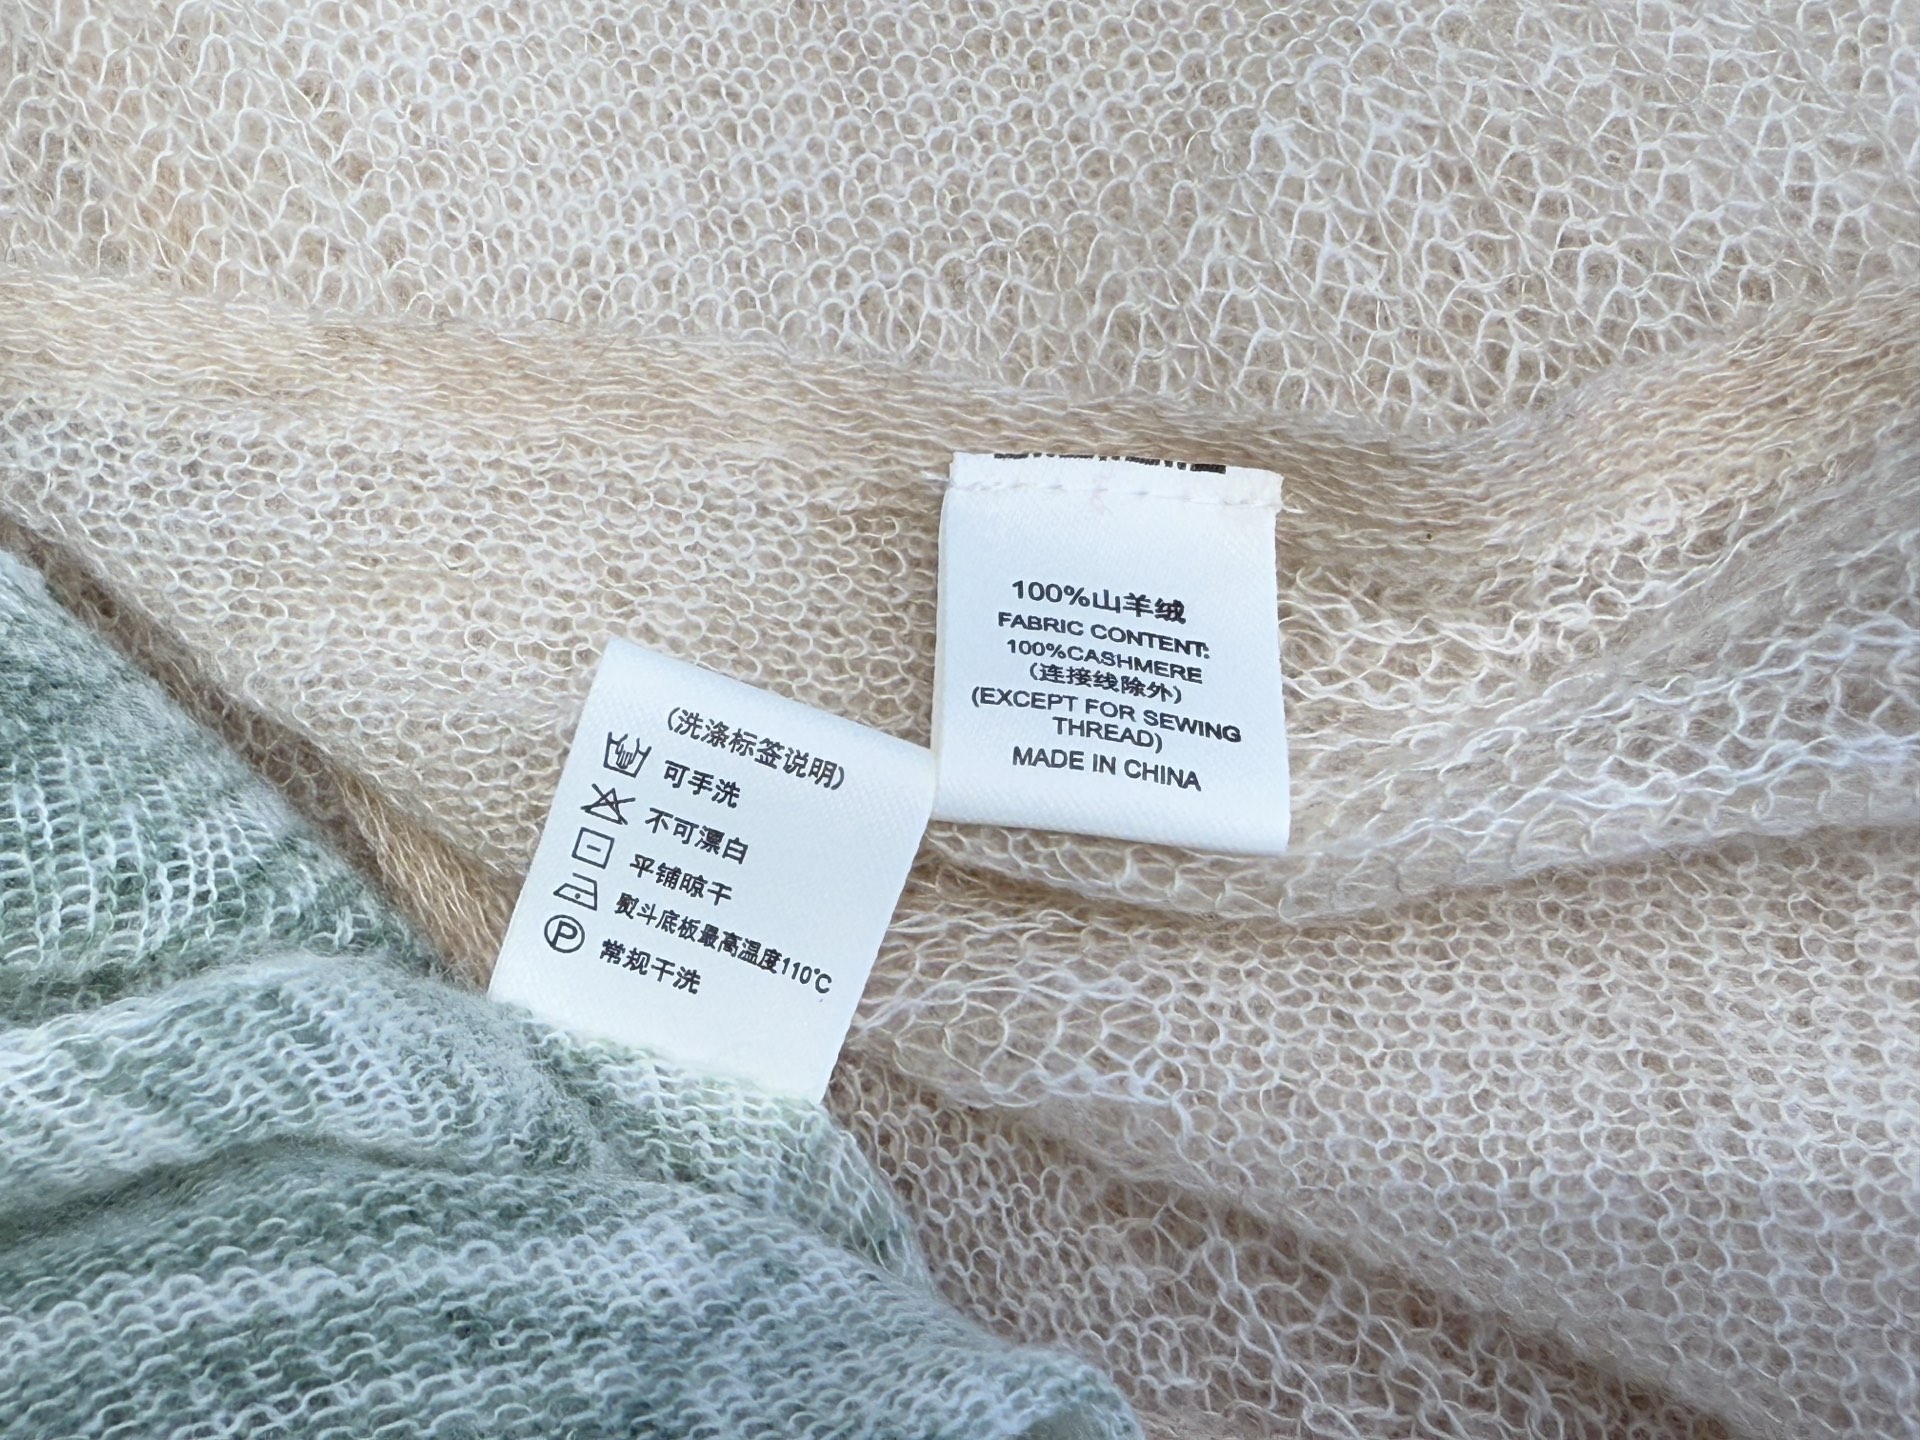 100%山羊绒
FABRIC CONTENT:
100%CASHMERE
(连接线除外)
(EXCEPT FOR SEWING
THREAD)
MADE IN CHINA
(洗涤标签说明)
可手洗
不可漂白
平铺晾干
熨斗底板最高温度110℃
P 常规干洗